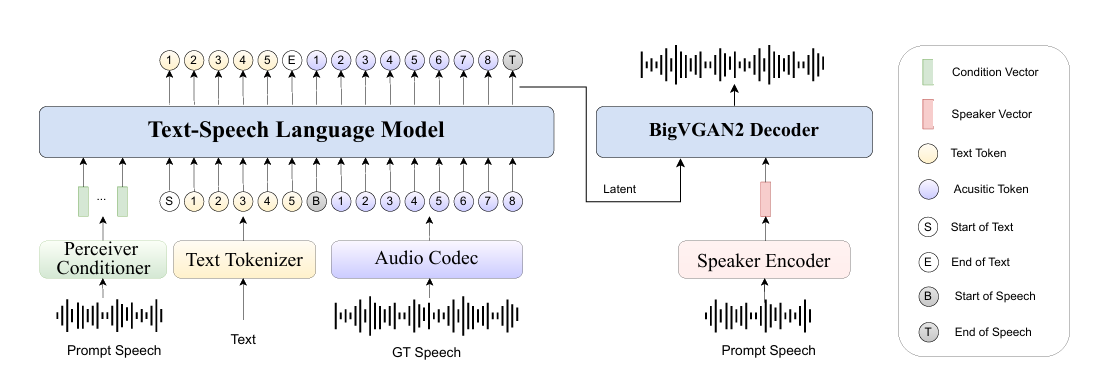 1 2 3 4 5 E 1 2 3 4 5 6 7 8 T
Text-Speech Language Model
BigVGAN2 Decoder
... 
S 1 2 3 4 5 B 1 2 3 4 5 6 7 8
Latent
Perceiver
Conditioner
Text Tokenizer
Audio Codec
Speaker Encoder
Prompt Speech
Text
GT Speech
Prompt Speech
Condition Vector
Speaker Vector
Text Token
Acusitic Token
S Start of Text
E End of Text
B Start of Speech
T End of Speech